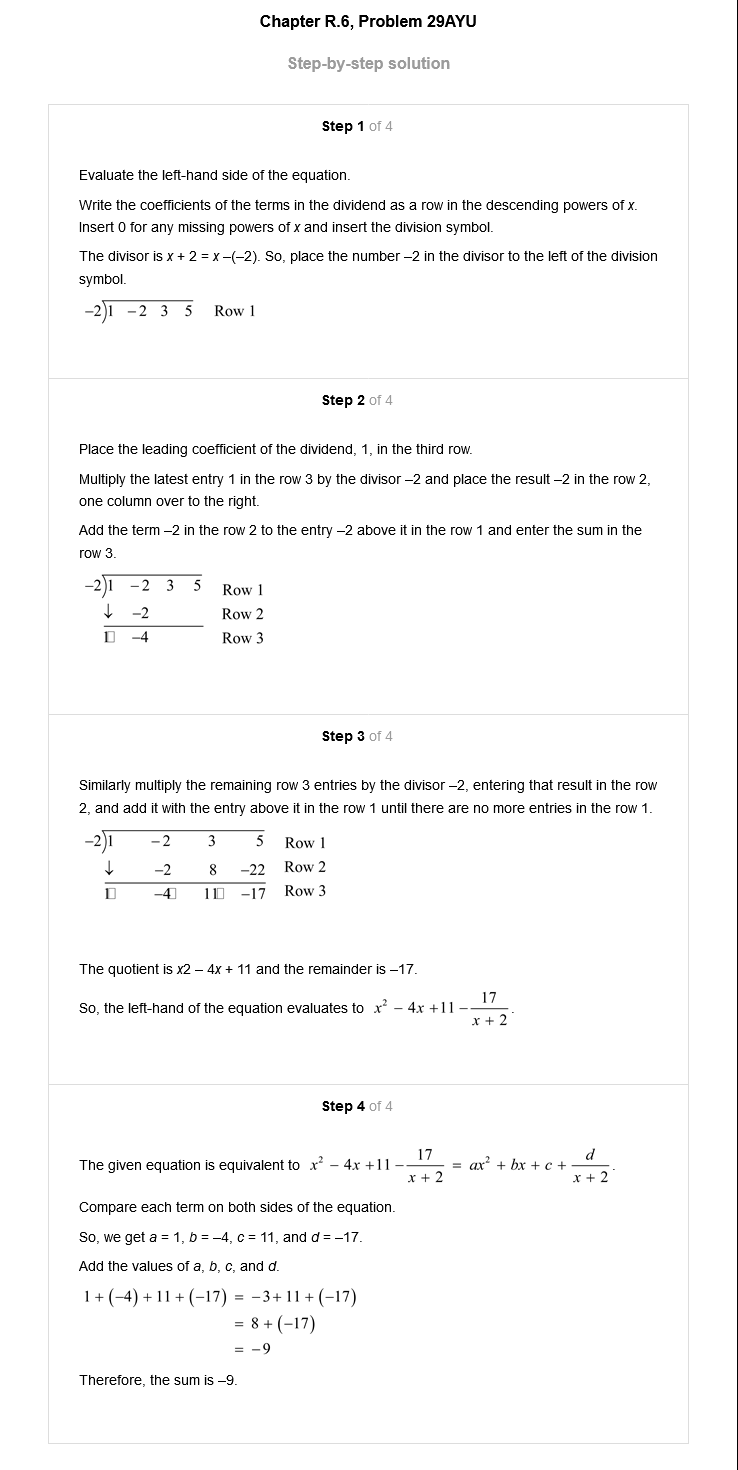 Chapter R.6, Problem 29AYU
Step-by-step solution
Step 1 of 4
Evaluate the left-hand side of the equation.
Write the coefficients of the terms in the dividend as a row in the descending powers of x.
Insert 0 for any missing powers of x and insert the division symbol.
The divisor is x + 2 = x –(–2). So, place the number –2 in the divisor to the left of the division
symbol.
−2)1 −2 3 5 Row 1
Step 2 of 4
Place the leading coefficient of the dividend, 1, in the third row.
Multiply the latest entry 1 in the row 3 by the divisor –2 and place the result –2 in the row 2,
one column over to the right.
Add the term –2 in the row 2 to the entry –2 above it in the row 1 and enter the sum in the
row 3.
−2)1 −2 3 5 Row 1
↓ −2 Row 2
1□ −4 Row 3
Step 3 of 4
Similarly multiply the remaining row 3 entries by the divisor –2, entering that result in the row
2, and add it with the entry above it in the row 1 until there are no more entries in the row 1.
−2)1 −2 3 5 Row 1
↓ −2 8 −22 Row 2
1□ −4□ 11□ −17 Row 3
The quotient is x2 – 4x + 11 and the remainder is –17.
So, the left-hand of the equation evaluates to x² − 4x +11 − 17/(x + 2).
Step 4 of 4
The given equation is equivalent to x² − 4x +11 − 17/(x + 2) = ax² + bx + c + d/(x + 2).
Compare each term on both sides of the equation.
So, we get a = 1, b = –4, c = 11, and d = –17.
Add the values of a, b, c, and d.
1 + (−4) + 11 + (−17) = −3 + 11 + (−17)
= 8 + (−17)
= −9
Therefore, the sum is –9.